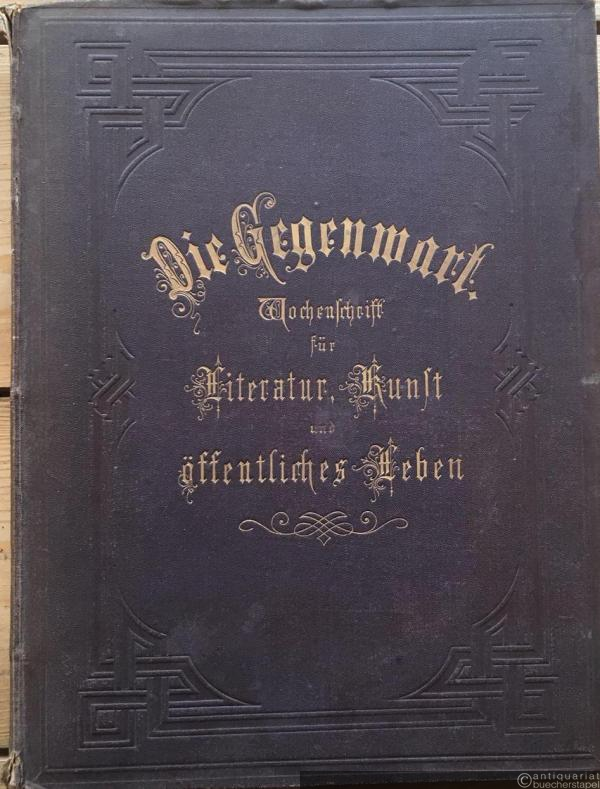 Die Gegenwart.
Wochenschrift
für
Literatur, Kunst
und
öffentliches Leben
©antiquariat
buecherstapel